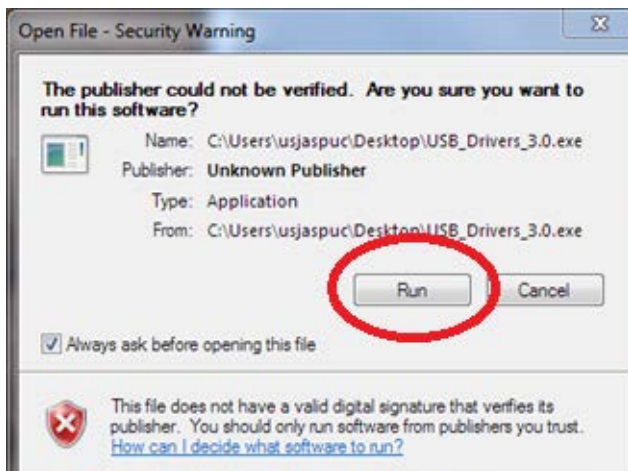 Open File - Security Warning
The publisher could not be verified.  Are you sure you want to
run this software?
Name: C:\Users\usjaspuc\Desktop\USB_Drivers_3.0.exe
Publisher: Unknown Publisher
Type: Application
From: C:\Users\usjaspuc\Desktop\USB_Drivers_3.0.exe
Run Cancel
Always ask before opening this file
This file does not have a valid digital signature that verifies its
publisher.  You should only run software from publishers you trust.
How can I decide what software to run?